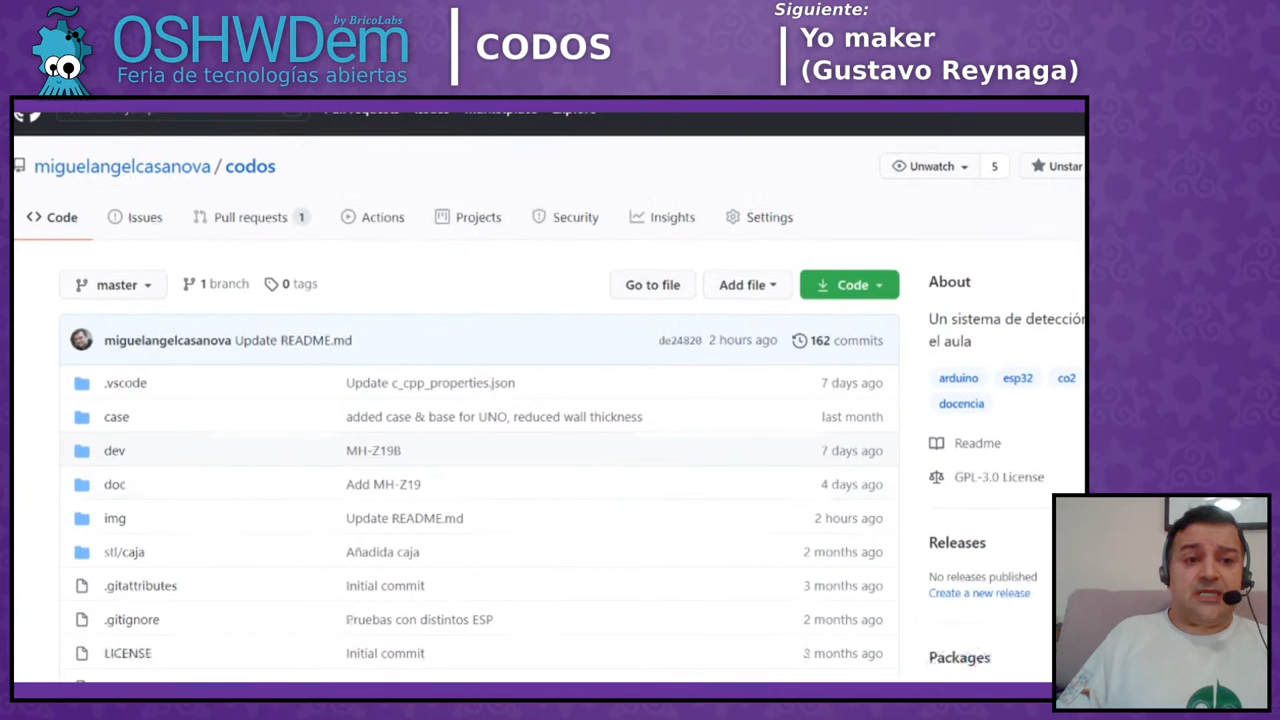 by BricoLabs
OSHWDem
Feria de tecnologías abiertas
CODOS
Siguiente:
Yo maker
(Gustavo Reynaga)
miguelangelcasanova / codos
Unwatch 5 Unstar
Code Issues Pull requests 1 Actions Projects Security Insights Settings
master 1 branch 0 tags Go to file Add file Code
miguelangelcasanova Update README.md de24820 2 hours ago 162 commits
.vscode Update c_cpp_properties.json 7 days ago
case added case & base for UNO, reduced wall thickness last month
dev MH-Z19B 7 days ago
doc Add MH-Z19 4 days ago
img Update README.md 2 hours ago
stl/caja Añadida caja 2 months ago
.gitattributes Initial commit 3 months ago
.gitignore Pruebas con distintos ESP 2 months ago
LICENSE Initial commit 3 months ago
About
Un sistema de detección
el aula
arduino esp32 co2
docencia
Readme
GPL-3.0 License
Releases
No releases published
Create a new release
Packages